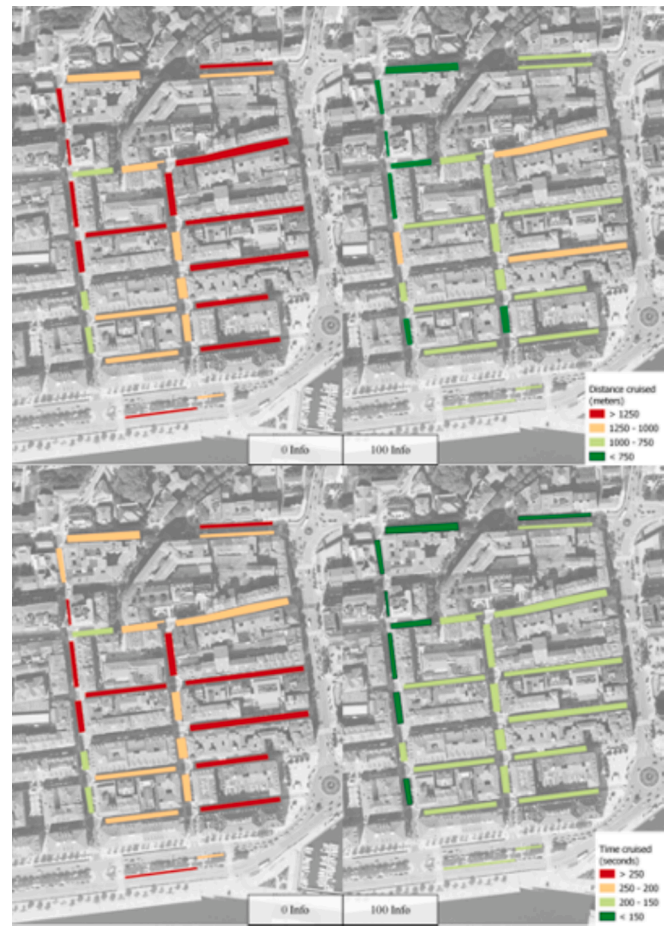 Distance cruised
(meters)
> 1250
1250 - 1000
1000 - 750
< 750
0 Info
100 Info
Time cruised
(seconds)
> 250
250 - 200
200 - 150
< 150
0 Info
100 Info